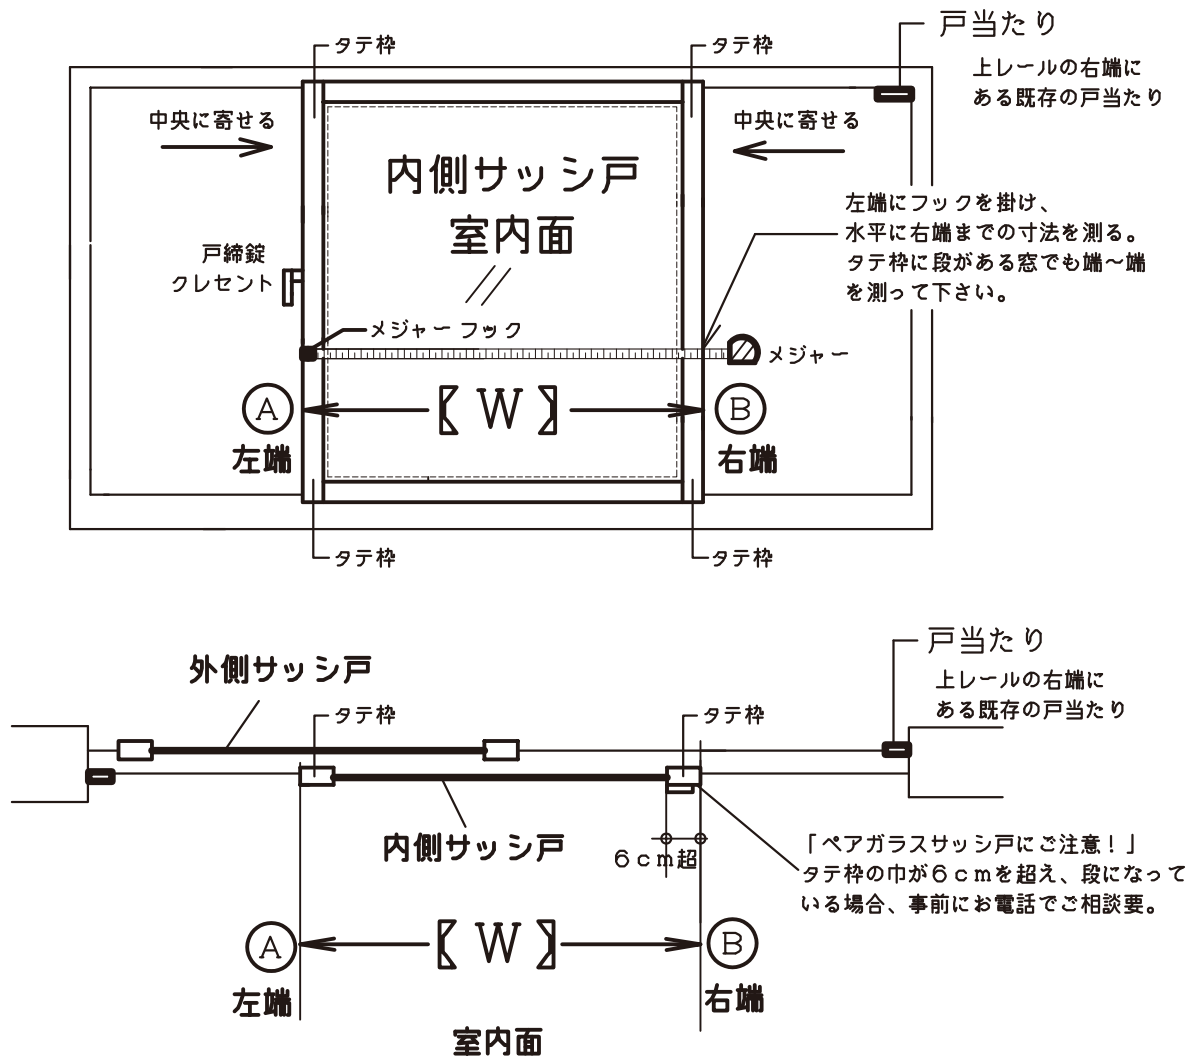 タテ枠
タテ枠
戸当たり
上レールの右端に
ある既存の戸当たり
中央に寄せる
中央に寄せる
内側サッシ戸
室内面
左端にフックを掛け、
水平に右端までの寸法を測る。
タテ枠に段がある窓でも端〜端
を測って下さい。
戸締錠
クレセント
メジャー フック
メジャー
A
【 W 】
B
左端
右端
タテ枠
タテ枠
戸当たり
上レールの右端に
ある既存の戸当たり
外側サッシ戸
タテ枠
タテ枠
内側サッシ戸
6cm超
「ペアガラスサッシ戸にご注意!」
タテ枠の巾が6cmを超え、段になって
いる場合、事前にお電話でご相談要。
A
【 W 】
B
左端
右端
室内面